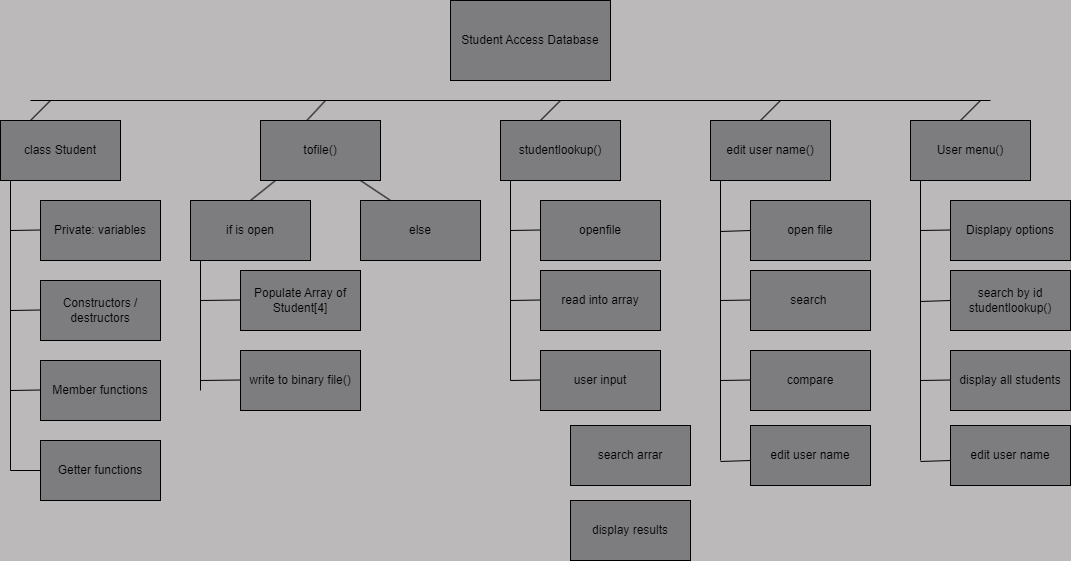 Student Access Database
class Student
tofile()
studentlookup()
edit user name()
User menu()
Private: variables
if is open
else
openfile
open file
Displapy options
Constructors /
destructors
Populate Array of
Student[4]
read into array
search
search by id
studentlookup()
Member functions
write to binary file()
user input
compare
display all students
Getter functions
search arrar
edit user name
edit user name
display results